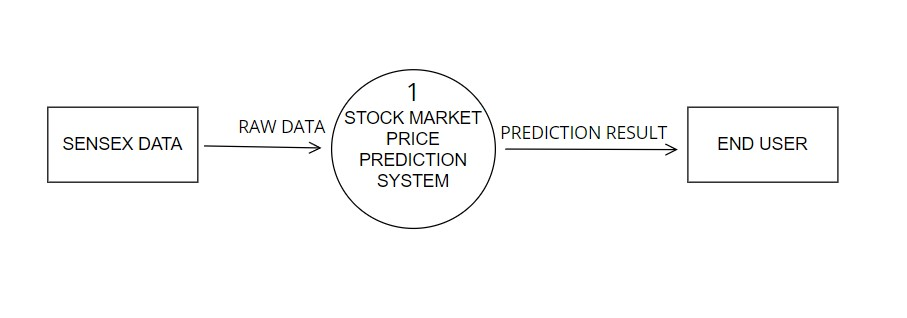 SENSEX DATA
RAW DATA
1
STOCK MARKET
PRICE
PREDICTION
SYSTEM
PREDICTION RESULT
END USER